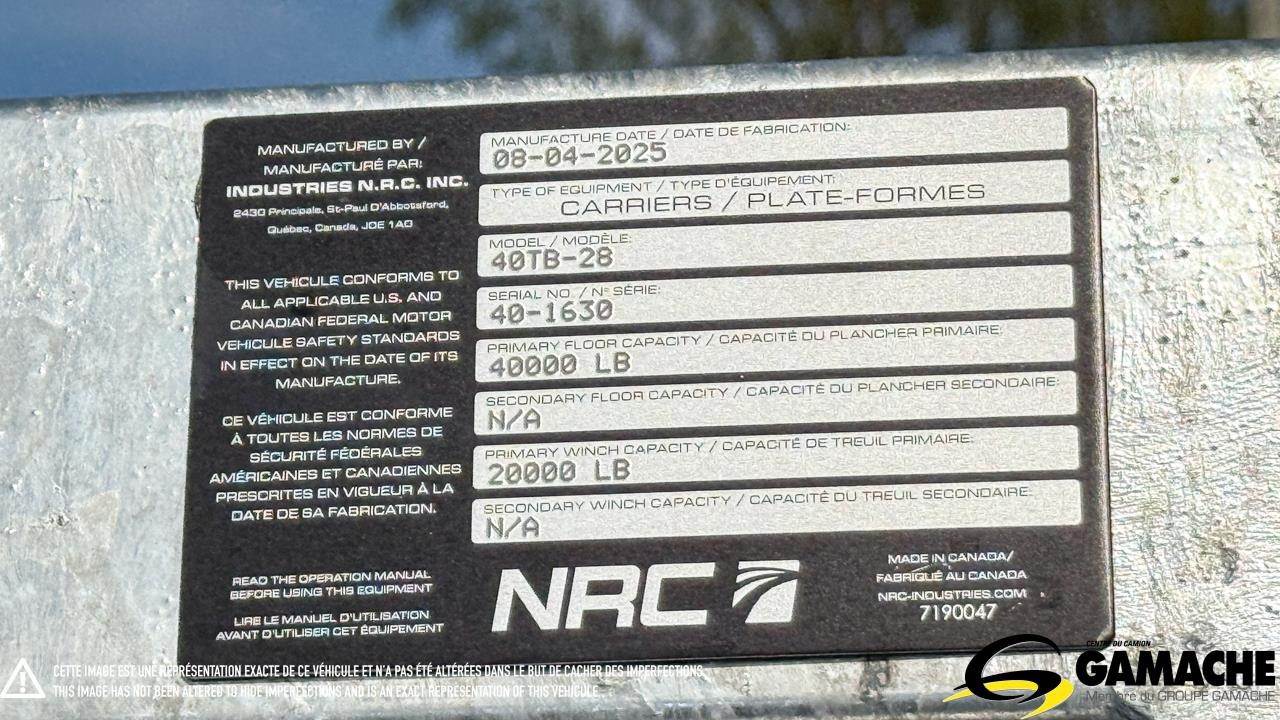 MANUFACTURED BY /
MANUFACTURÉ PAR:
INDUSTRIES N.R.C. INC.
2430 Principale, St-Paul D'Abbotsford,
Québec, Canada, J0E 1A0
THIS VEHICULE CONFORMS TO
ALL APPLICABLE U.S. AND
CANADIAN FEDERAL MOTOR
VEHICULE SAFETY STANDARDS
IN EFFECT ON THE DATE OF ITS
MANUFACTURE.
CE VÉHICULE EST CONFORME
À TOUTES LES NORMES DE
SÉCURITÉ FÉDÉRALES
AMÉRICAINES ET CANADIENNES
PRESCRITES EN VIGUEUR À LA
DATE DE SA FABRICATION.
READ THE OPERATION MANUAL
BEFORE USING THIS EQUIPMENT
LIRE LE MANUEL D'UTILISATION
AVANT D'UTILISER CET ÉQUIPEMENT
MANUFACTURE DATE / DATE DE FABRICATION:
08-04-2025
TYPE OF EQUIPMENT / TYPE D'ÉQUIPEMENT:
CARRIERS / PLATE-FORMES
MODEL / MODÈLE:
40TB-28
SERIAL NO. / Nº SÉRIE:
40-1630
PRIMARY FLOOR CAPACITY / CAPACITÉ DU PLANCHER PRIMAIRE:
40000 LB
SECONDARY FLOOR CAPACITY / CAPACITÉ DU PLANCHER SECONDAIRE:
N/A
PRIMARY WINCH CAPACITY / CAPACITÉ DE TREUIL PRIMAIRE:
20000 LB
SECONDARY WINCH CAPACITY / CAPACITÉ DU TREUIL SECONDAIRE:
N/A
NRC
MADE IN CANADA/
FABRIQUÉ AU CANADA
NRC-INDUSTRIES.COM
7190047
CETTE IMAGE EST UNE REPRÉSENTATION EXACTE DE CE VÉHICULE ET N'A PAS ÉTÉ ALTÉRÉES DANS LE BUT DE CACHER DES IMPERFECTIONS.
THIS IMAGE HAS NOT BEEN ALTERED TO HIDE IMPERFECTIONS AND IS AN EXACT REPRESENTATION OF THIS VEHICULE.
CENTRE DU CAMION
GAMACHE
Membre du GROUPE GAMACHE